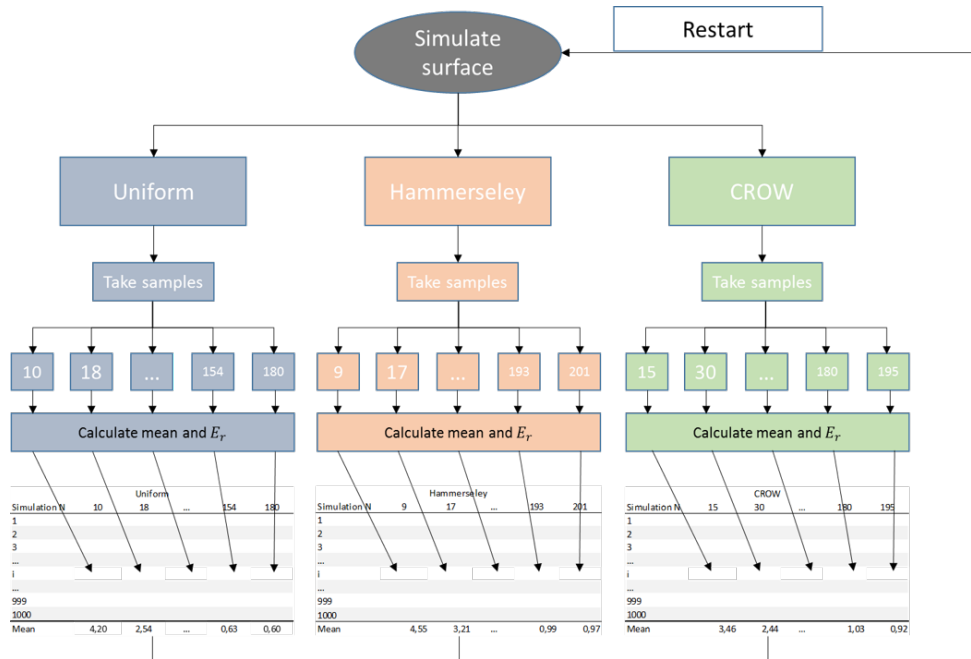 Restart
Simulate
surface
Uniform
Hammerseley
CROW
Take samples
Take samples
Take samples
10 18 ... 154 180
9 17 ... 193 201
15 30 ... 180 195
Calculate mean and E_r
Calculate mean and E_r
Calculate mean and E_r
Uniform
Simulation N 10 18 ... 154 180
1
2
3
...
i
...
999
1000
Mean 4,20 2,54 ... 0,63 0,60
Hammerseley
Simulation N 9 17 ... 193 201
1
2
3
...
i
...
999
1000
Mean 4,55 3,21 ... 0,99 0,97
CROW
Simulation N 15 30 ... 180 195
1
2
3
...
i
...
999
1000
Mean 3,46 2,44 ... 1,03 0,92